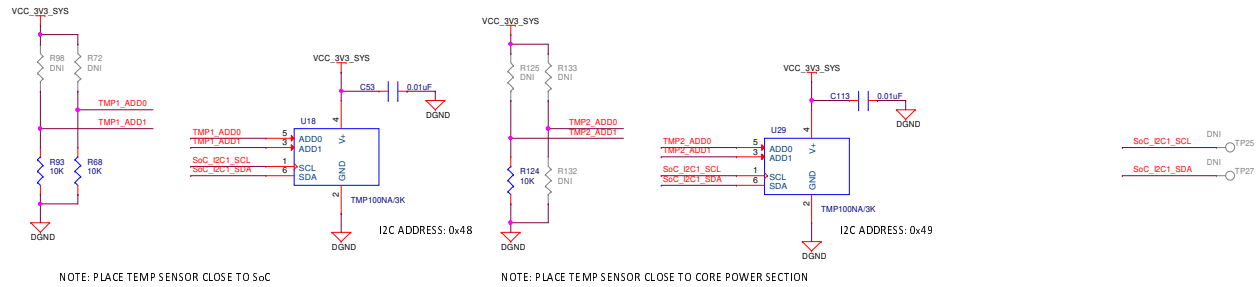 VCC_3V3_SYS
R98
DNI
R72
DNI
TMP1_ADD0
TMP1_ADD1
R93
10K
R68
10K
DGND
VCC_3V3_SYS
C53
0.01uF
DGND
U18
TMP1_ADD0
5
ADD0
TMP1_ADD1
3
ADD1
4
V+
SoC_I2C1_SCL
1
SCL
SoC_I2C1_SDA
6
SDA
GND
2
TMP100NA/3K
DGND
I2C ADDRESS: 0x48
NOTE: PLACE TEMP SENSOR CLOSE TO SoC
VCC_3V3_SYS
R125
DNI
R133
DNI
TMP2_ADD0
TMP2_ADD1
R124
10K
R132
DNI
DGND
VCC_3V3_SYS
C113
0.01uF
DGND
U29
TMP2_ADD0
5
ADD0
TMP2_ADD1
3
ADD1
4
V+
SoC_I2C1_SCL
1
SCL
SoC_I2C1_SDA
6
SDA
GND
2
TMP100NA/3K
DGND
I2C ADDRESS: 0x49
NOTE: PLACE TEMP SENSOR CLOSE TO CORE POWER SECTION
SoC_I2C1_SCL
DNI
TP25
SoC_I2C1_SDA
DNI
TP27